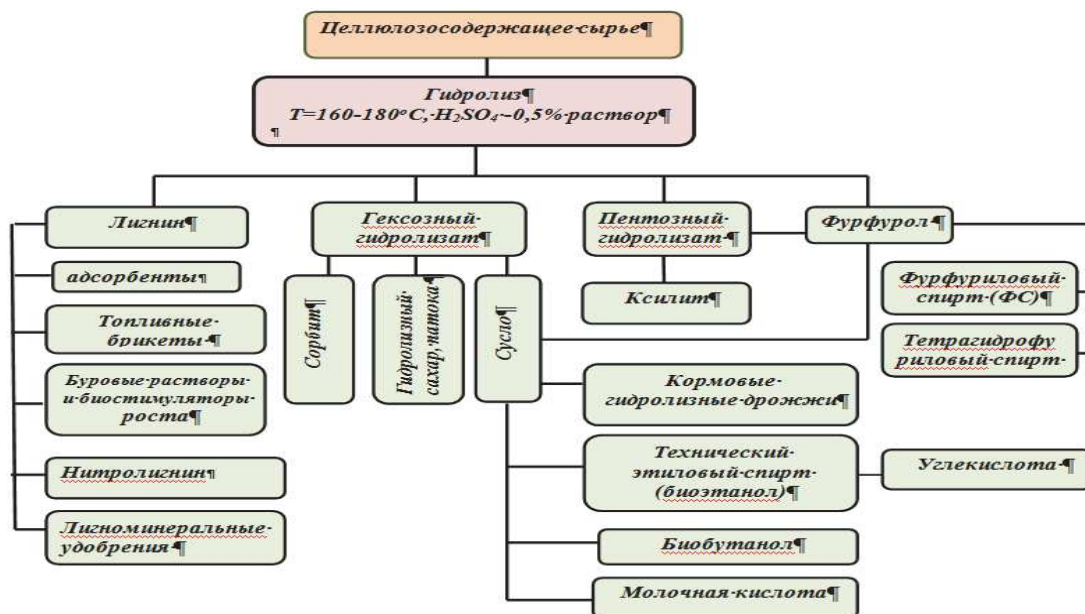 Целлюлозосодержащее сырье
Гидролиз
T=160-180°C, H₂SO₄ -0,5% раствор
Лигнин
адсорбенты
Топливные
брикеты
Буровые растворы
и биостимуляторы
роста
Нитролигнин
Лигноминеральные
удобрения
Гексозный
гидролизат
Сорбит
Гидролизный
сахар, патока
Сусло
Пентозный
гидролизат
Ксилит
Фурфурол
Фурфуриловый
спирт (ФС)
Тетрагидрофу
риловый спирт
Кормовые
гидролизные дрожжи
Технический
этиловый спирт
(биоэтанол)
Углекислота
Биобутанол
Молочная кислота